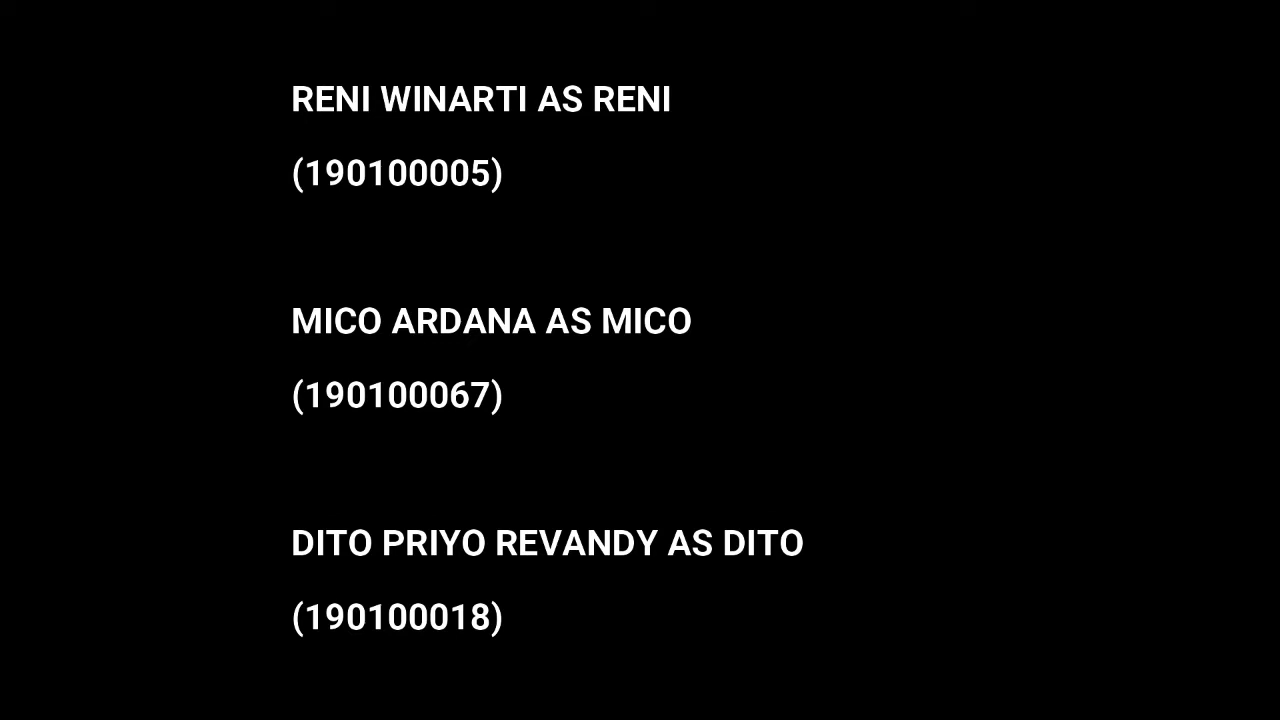 RENI WINARTI AS RENI
(190100005)
MICO ARDANA AS MICO
(190100067)
DITO PRIYO REVANDY AS DITO
(190100018)